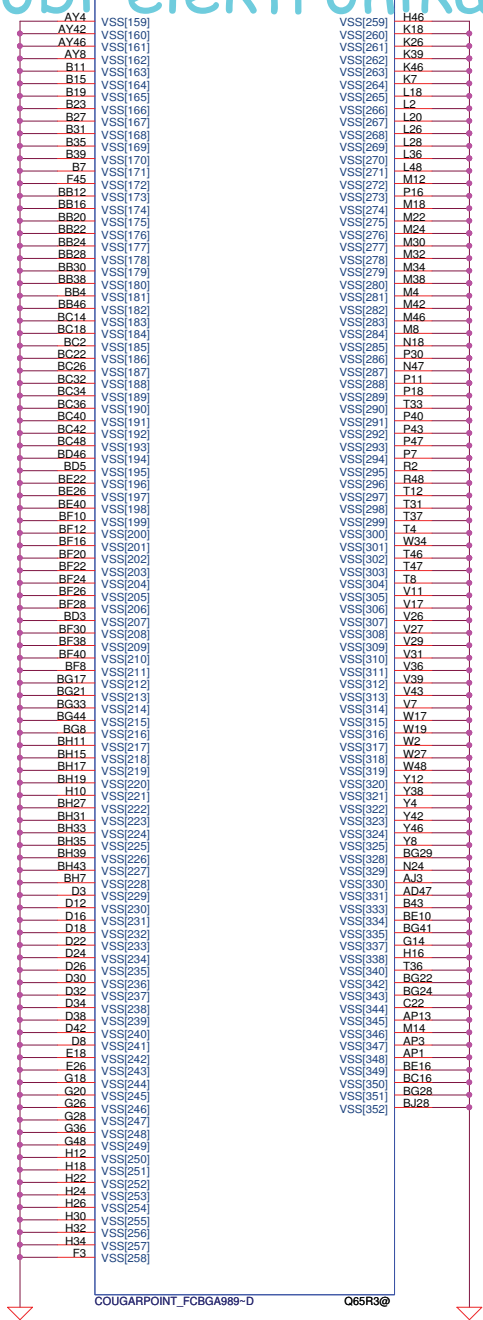 obi elektronika
AY4 VSS[159]
AY42 VSS[160]
AY46 VSS[161]
AY8 VSS[162]
B11 VSS[163]
B15 VSS[164]
B19 VSS[165]
B23 VSS[166]
B27 VSS[167]
B31 VSS[168]
B35 VSS[169]
B39 VSS[170]
B7 VSS[171]
F45 VSS[172]
BB12 VSS[173]
BB16 VSS[174]
BB20 VSS[175]
BB22 VSS[176]
BB24 VSS[177]
BB28 VSS[178]
BB30 VSS[179]
BB38 VSS[180]
BB4 VSS[181]
BB46 VSS[182]
BC14 VSS[183]
BC18 VSS[184]
BC2 VSS[185]
BC22 VSS[186]
BC26 VSS[187]
BC32 VSS[188]
BC34 VSS[189]
BC36 VSS[190]
BC40 VSS[191]
BC42 VSS[192]
BC48 VSS[193]
BD46 VSS[194]
BD5 VSS[195]
BE22 VSS[196]
BE26 VSS[197]
BE40 VSS[198]
BF10 VSS[199]
BF12 VSS[200]
BF16 VSS[201]
BF20 VSS[202]
BF22 VSS[203]
BF24 VSS[204]
BF26 VSS[205]
BF28 VSS[206]
BD3 VSS[207]
BF30 VSS[208]
BF38 VSS[209]
BF40 VSS[210]
BF8 VSS[211]
BG17 VSS[212]
BG21 VSS[213]
BG33 VSS[214]
BG44 VSS[215]
BG8 VSS[216]
BH11 VSS[217]
BH15 VSS[218]
BH17 VSS[219]
BH19 VSS[220]
H10 VSS[221]
BH27 VSS[222]
BH31 VSS[223]
BH33 VSS[224]
BH35 VSS[225]
BH39 VSS[226]
BH43 VSS[227]
BH7 VSS[228]
D3 VSS[229]
D12 VSS[230]
D16 VSS[231]
D18 VSS[232]
D22 VSS[233]
D24 VSS[234]
D26 VSS[235]
D30 VSS[236]
D32 VSS[237]
D34 VSS[238]
D38 VSS[239]
D42 VSS[240]
D8 VSS[241]
E18 VSS[242]
E26 VSS[243]
G18 VSS[244]
G20 VSS[245]
G26 VSS[246]
G28 VSS[247]
G36 VSS[248]
G48 VSS[249]
H12 VSS[250]
H18 VSS[251]
H22 VSS[252]
H24 VSS[253]
H26 VSS[254]
H30 VSS[255]
H32 VSS[256]
H34 VSS[257]
F3 VSS[258]
VSS[259] H46
VSS[260] K18
VSS[261] K26
VSS[262] K39
VSS[263] K46
VSS[264] K7
VSS[265] L18
VSS[266] L2
VSS[267] L20
VSS[268] L26
VSS[269] L28
VSS[270] L36
VSS[271] L48
VSS[272] M12
VSS[273] P16
VSS[274] M18
VSS[275] M22
VSS[276] M24
VSS[277] M30
VSS[278] M32
VSS[279] M34
VSS[280] M38
VSS[281] M4
VSS[282] M42
VSS[283] M46
VSS[284] M8
VSS[285] N18
VSS[286] P30
VSS[287] N47
VSS[288] P11
VSS[289] P18
VSS[290] T33
VSS[291] P40
VSS[292] P43
VSS[293] P47
VSS[294] P7
VSS[295] R2
VSS[296] R48
VSS[297] T12
VSS[298] T31
VSS[299] T37
VSS[300] T4
VSS[301] W34
VSS[302] T46
VSS[303] T47
VSS[304] T8
VSS[305] V11
VSS[306] V17
VSS[307] V26
VSS[308] V27
VSS[309] V29
VSS[310] V31
VSS[311] V36
VSS[312] V39
VSS[313] V43
VSS[314] V7
VSS[315] W17
VSS[316] W19
VSS[317] W2
VSS[318] W27
VSS[319] W48
VSS[320] Y12
VSS[321] Y38
VSS[322] Y4
VSS[323] Y42
VSS[324] Y46
VSS[325] Y8
VSS[328] BG29
VSS[329] N24
VSS[330] AJ3
VSS[331] AD47
VSS[333] B43
VSS[334] BE10
VSS[335] BG41
VSS[337] G14
VSS[338] H16
VSS[340] T36
VSS[342] BG22
VSS[343] BG24
VSS[344] C22
VSS[345] AP13
VSS[346] M14
VSS[347] AP3
VSS[348] AP1
VSS[349] BE16
VSS[350] BC16
VSS[351] BG28
VSS[352] BJ28
COUGARPOINT_FCBGA989~D Q65R3@